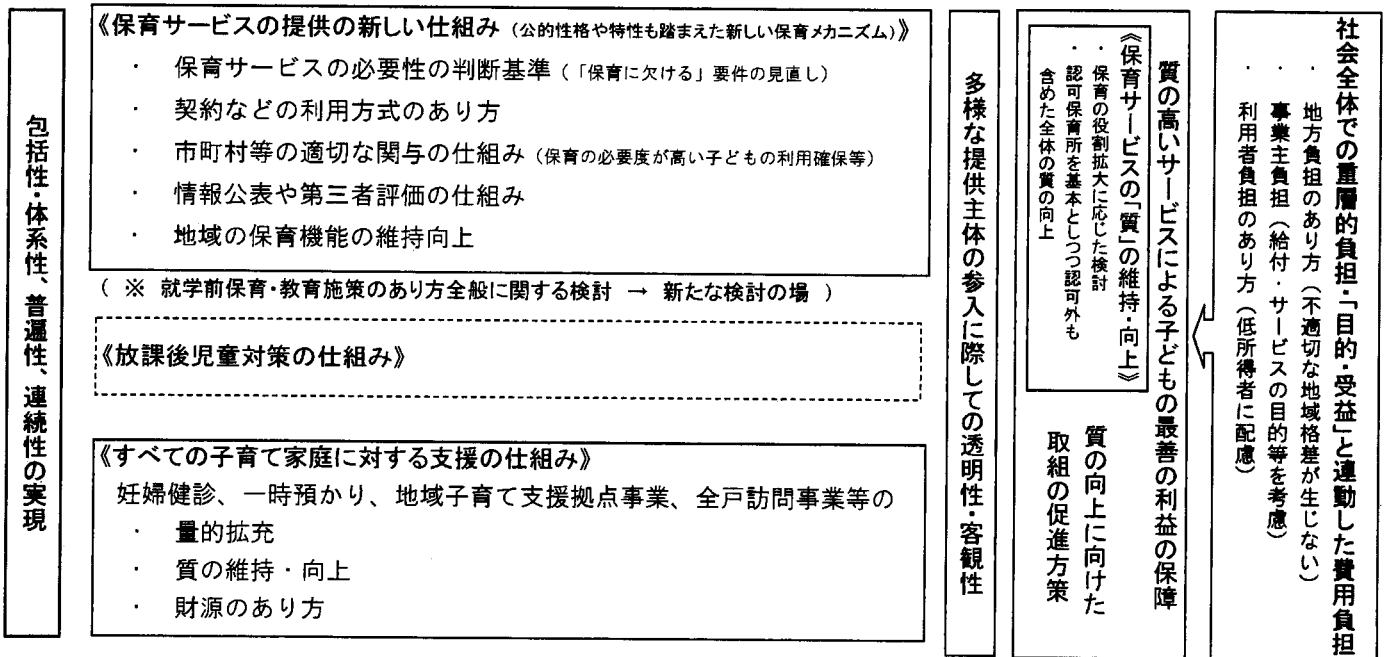 包括性・体系性、普遍性、連続性の実現
《保育サービスの提供の新しい仕組み（公的性格や特性も踏まえた新しい保育メカニズム）》
・ 保育サービスの必要性の判断基準（「保育に欠ける」要件の見直し）
・ 契約などの利用方式のあり方
・ 市町村等の適切な関与の仕組み（保育の必要度が高い子どもの利用確保等）
・ 情報公表や第三者評価の仕組み
・ 地域の保育機能の維持向上
（ ※ 就学前保育・教育施策のあり方全般に関する検討 → 新たな検討の場 ）
《放課後児童対策の仕組み》
《すべての子育て家庭に対する支援の仕組み》
妊婦健診、一時預かり、地域子育て支援拠点事業、全戸訪問事業等の
・ 量的拡充
・ 質の維持・向上
・ 財源のあり方
多様な提供主体の参入に際しての透明性・客観性
質の高いサービスによる子どもの最善の利益の保障
《保育サービスの「質」の維持・向上》
・ 保育の役割拡大に応じた検討
・ 認可保育所を基本としつつ認可外も
含めた全体の質の向上
質の向上に向けた
取組の促進方策
社会全体での重層的負担・「目的・受益」と連動した費用負担
・ 地方負担のあり方（不適切な地域格差が生じない）
・ 事業主負担（給付・サービスの目的等を考慮）
・ 利用者負担のあり方（低所得者に配慮）